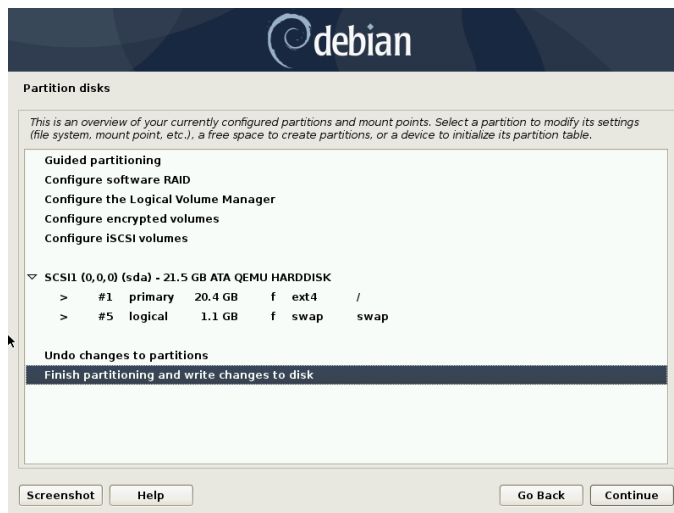 debian
Partition disks
This is an overview of your currently configured partitions and mount points. Select a partition to modify its settings
(file system, mount point, etc.), a free space to create partitions, or a device to initialize its partition table.
Guided partitioning
Configure software RAID
Configure the Logical Volume Manager
Configure encrypted volumes
Configure iSCSI volumes
SCSI1 (0,0,0) (sda) - 21.5 GB ATA QEMU HARDDISK
> #1 primary 20.4 GB f ext4 /
> #5 logical 1.1 GB f swap swap
Undo changes to partitions
Finish partitioning and write changes to disk
Screenshot Help Go Back Continue